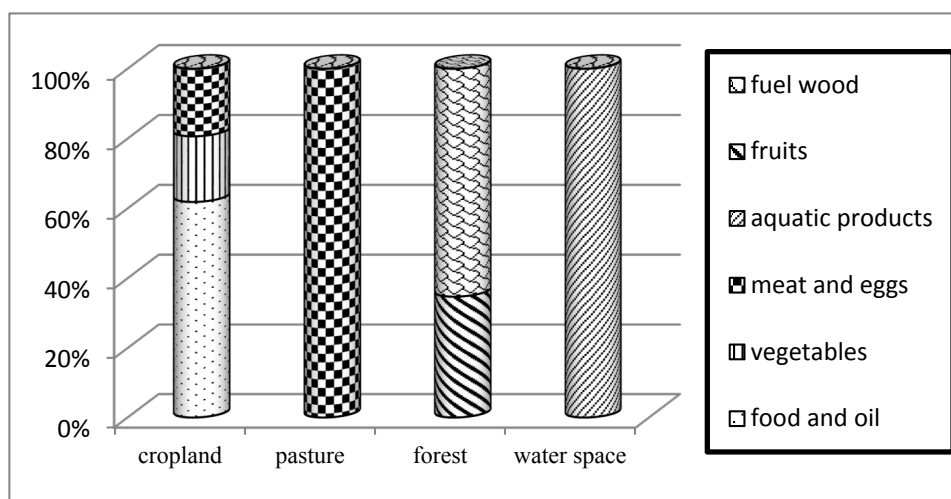 100%
80%
60%
40%
20%
0%
cropland
pasture
forest
water space
fuel wood
fruits
aquatic products
meat and eggs
vegetables
food and oil